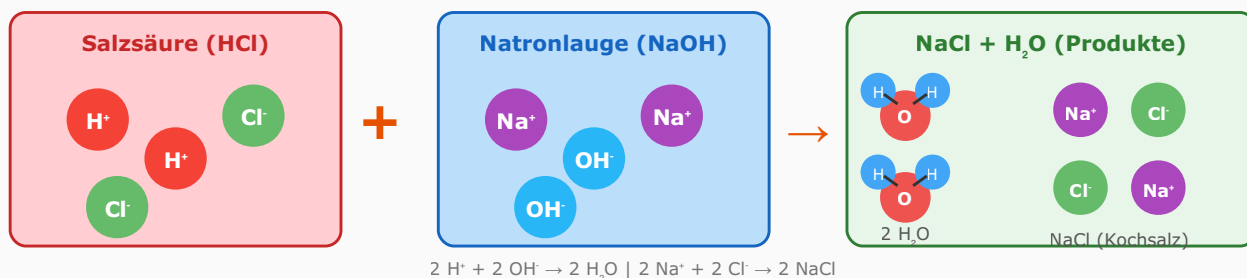 Salzsäure (HCl)
H⁺
Cl⁻
H⁺
Cl⁻
+
Natronlauge (NaOH)
Na⁺
Na⁺
OH⁻
OH⁻
→
NaCl + H₂O (Produkte)
H H
O
H H
O
2 H₂O
Na⁺ Cl⁻
Cl⁻ Na⁺
NaCl (Kochsalz)
2 H⁺ + 2 OH⁻ → 2 H₂O | 2 Na⁺ + 2 Cl⁻ → 2 NaCl